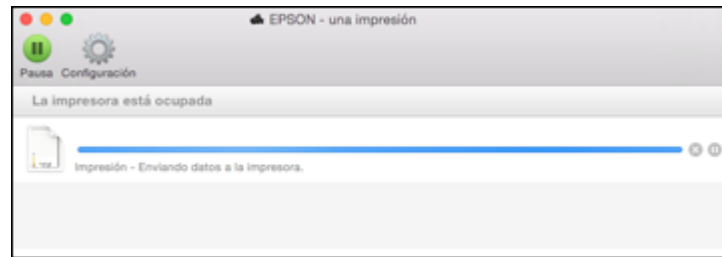 EPSON - una impresión
Pausa Configuración
La impresora está ocupada
Impresión - Enviando datos a la impresora.